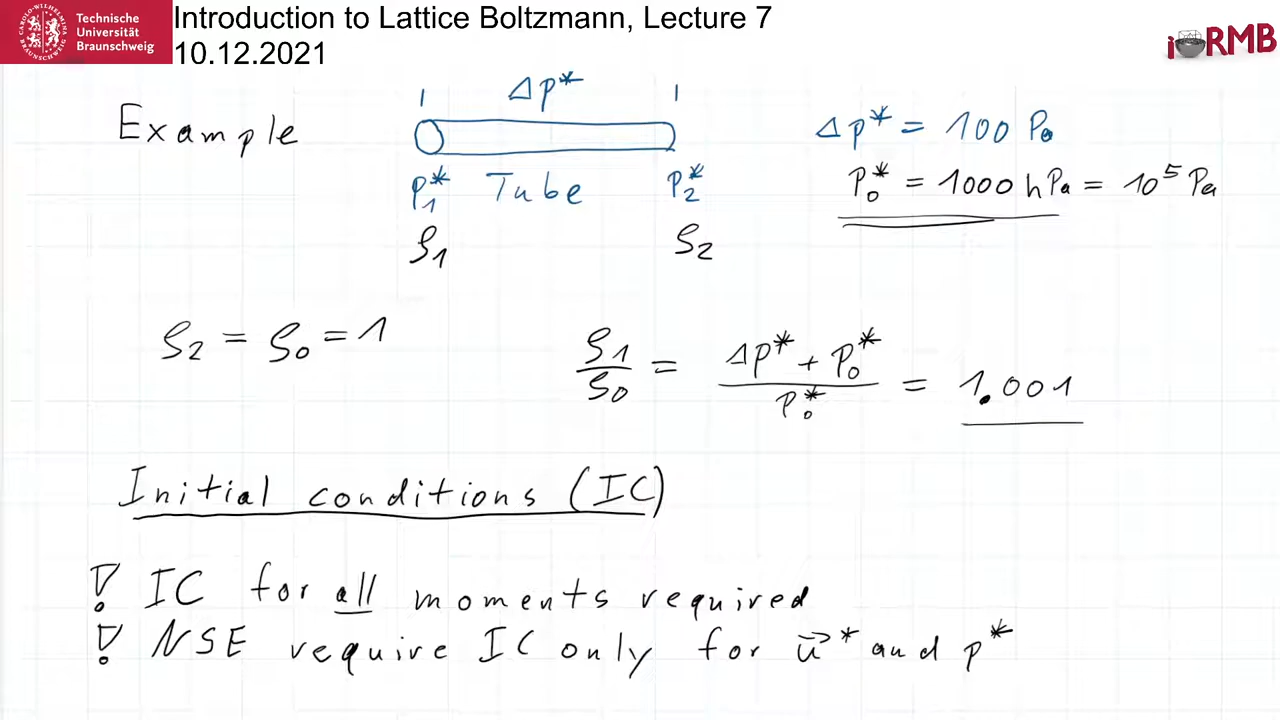 Technische
Universität
Braunschweig
Introduction to Lattice Boltzmann, Lecture 7
10.12.2021
iRMB
Example
Δp*
Δp* = 100 Pa
P₀* = 1000 hPa = 10⁵ Pa
P₁* Tube P₂*
ρ₁ ρ₂
ρ₂ = ρ₀ = 1
ρ₁/ρ₀ = (Δp* + P₀*)/P₀* = 1.001
Initial conditions (IC)
! IC for all moments required
! NSE require IC only for u⃗* and p*